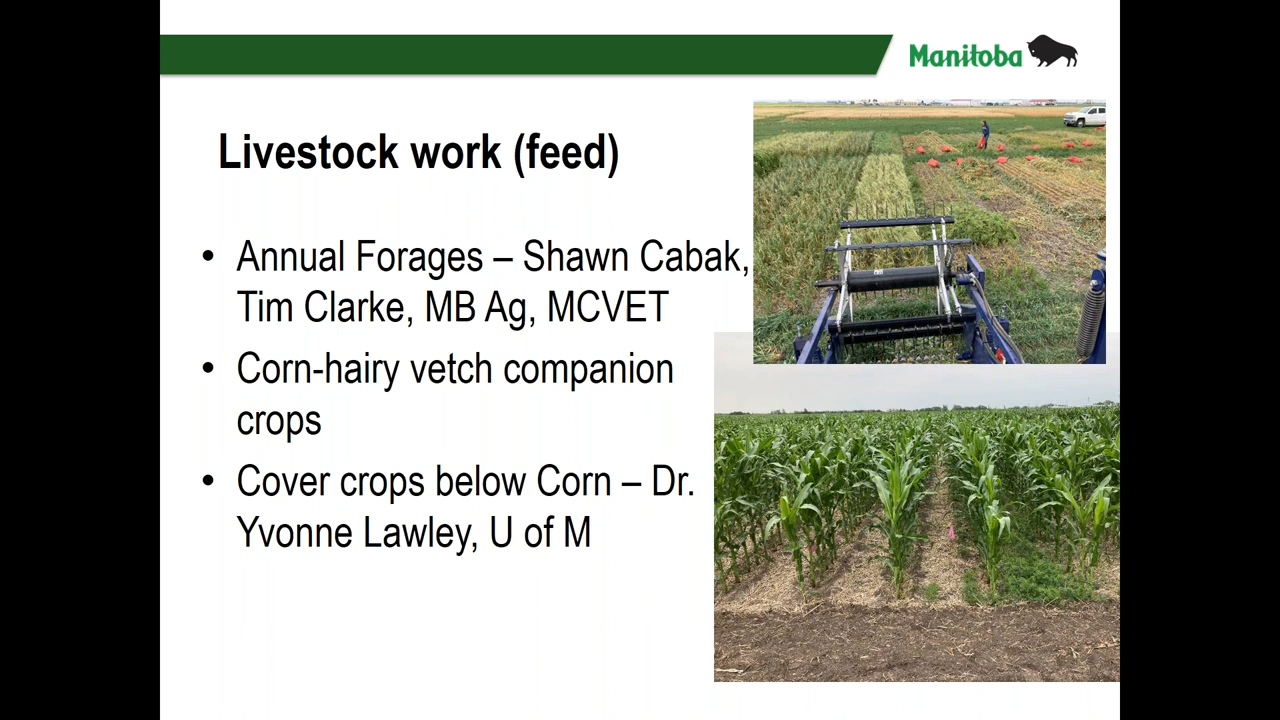 Manitoba
Livestock work (feed)
• Annual Forages – Shawn Cabak,
Tim Clarke, MB Ag, MCVET
• Corn-hairy vetch companion
crops
• Cover crops below Corn – Dr.
Yvonne Lawley, U of M